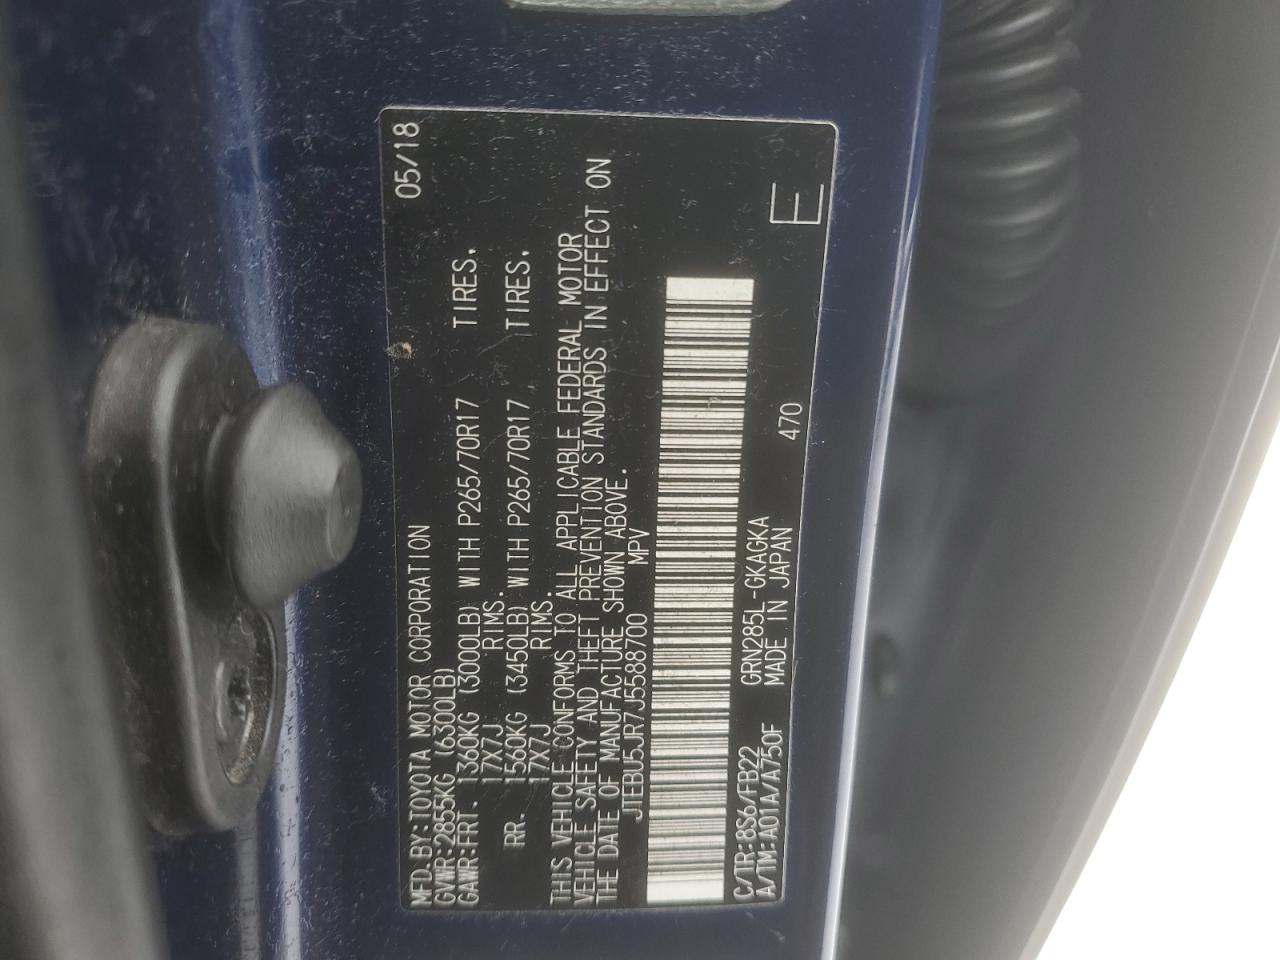 MFD.BY:TOYOTA MOTOR CORPORATION 05/18
GVWR:2855KG (6300LB)
GAWR:FRT. 1360KG (3000LB) WITH P265/70R17 TIRES.
17X7J RIMS.
RR. 1560KG (3450LB) WITH P265/70R17 TIRES.
17X7J RIMS.
THIS VEHICLE CONFORMS TO ALL APPLICABLE FEDERAL MOTOR
VEHICLE SAFETY AND THEFT PREVENTION STANDARDS IN EFFECT ON
THE DATE OF MANUFACTURE SHOWN ABOVE.
JTEBU5JR7J5588700 MPV
C/TR:8S6/FB22 GRN285L-GKAGKA 470 E
A/TM:A01A/A750F MADE IN JAPAN